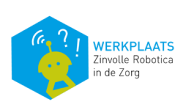 ?!
WERKPLAATS
Zinvolle Robotica
in de Zorg